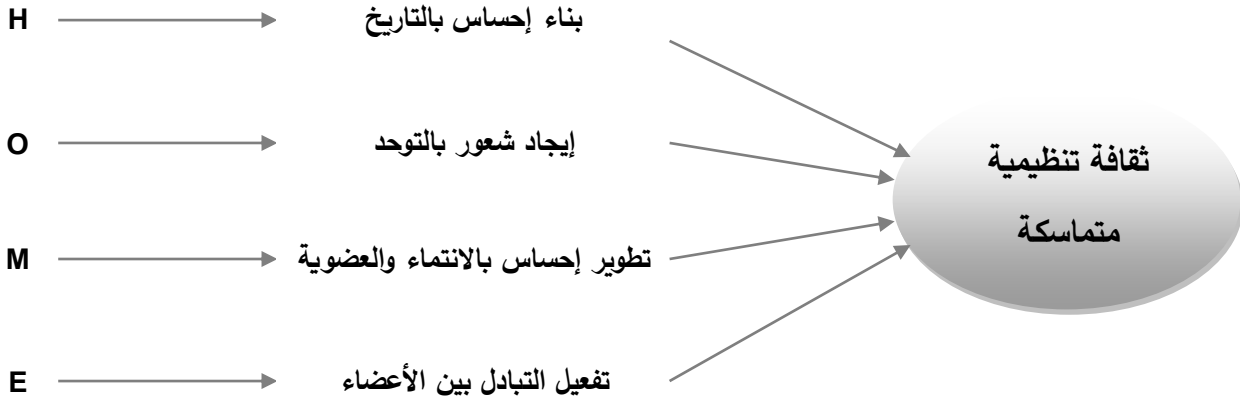 H
بناء إحساس بالتاريخ
O
إيجاد شعور بالتوحد
M
تطوير إحساس بالانتماء والعضوية
E
تفعيل التبادل بين الأعضاء
ثقافة تنظيمية
متماسكة